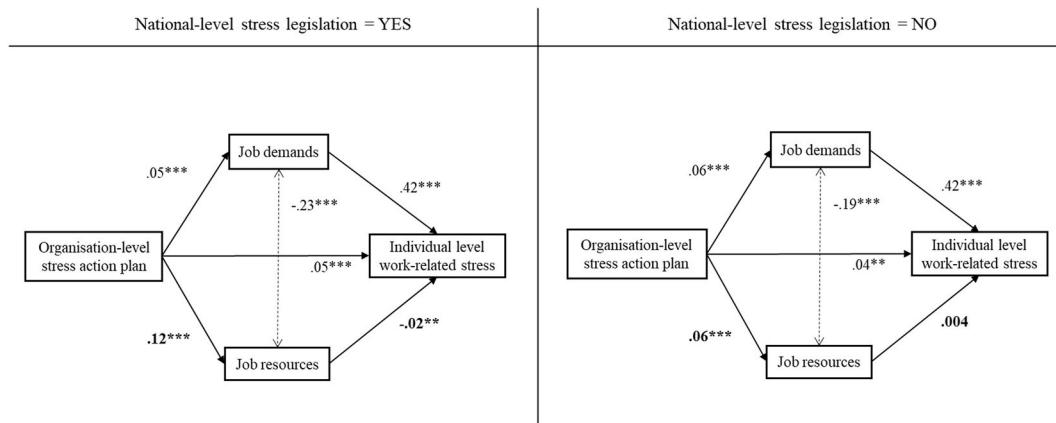 National-level stress legislation = YES
National-level stress legislation = NO
Job demands
.05***
.42***
-.23***
Organisation-level
stress action plan
.05***
Individual level
work-related stress
.12***
-.02**
Job resources
Job demands
.06***
.42***
-.19***
Organisation-level
stress action plan
.04**
Individual level
work-related stress
.06***
.004
Job resources